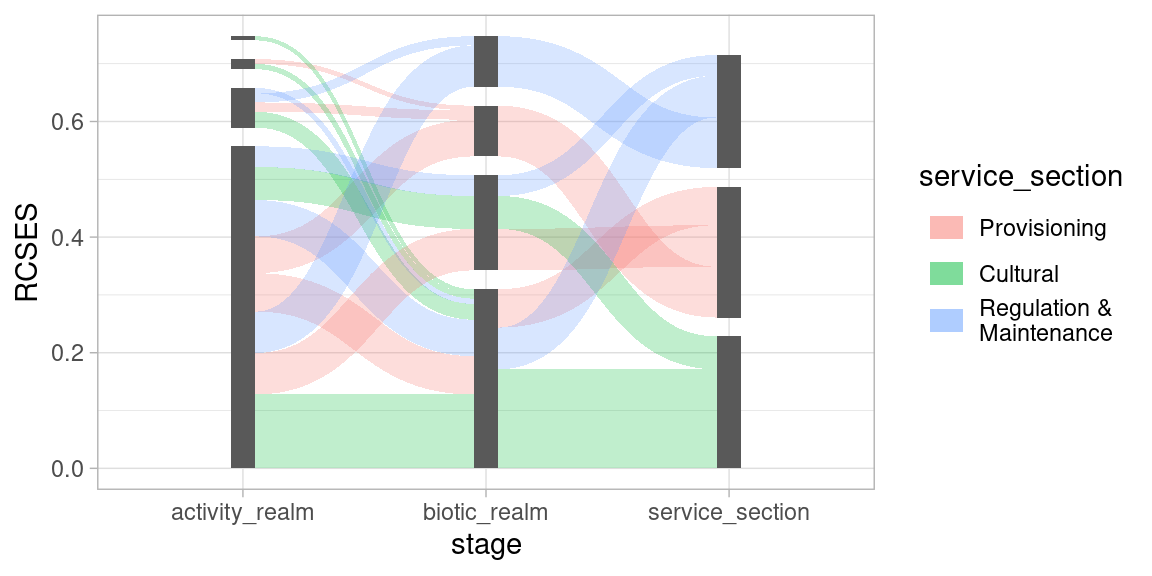 RCSES
0.6
0.4
0.2
0.0
activity_realm
biotic_realm
service_section
stage
service_section
Provisioning
Cultural
Regulation &
Maintenance